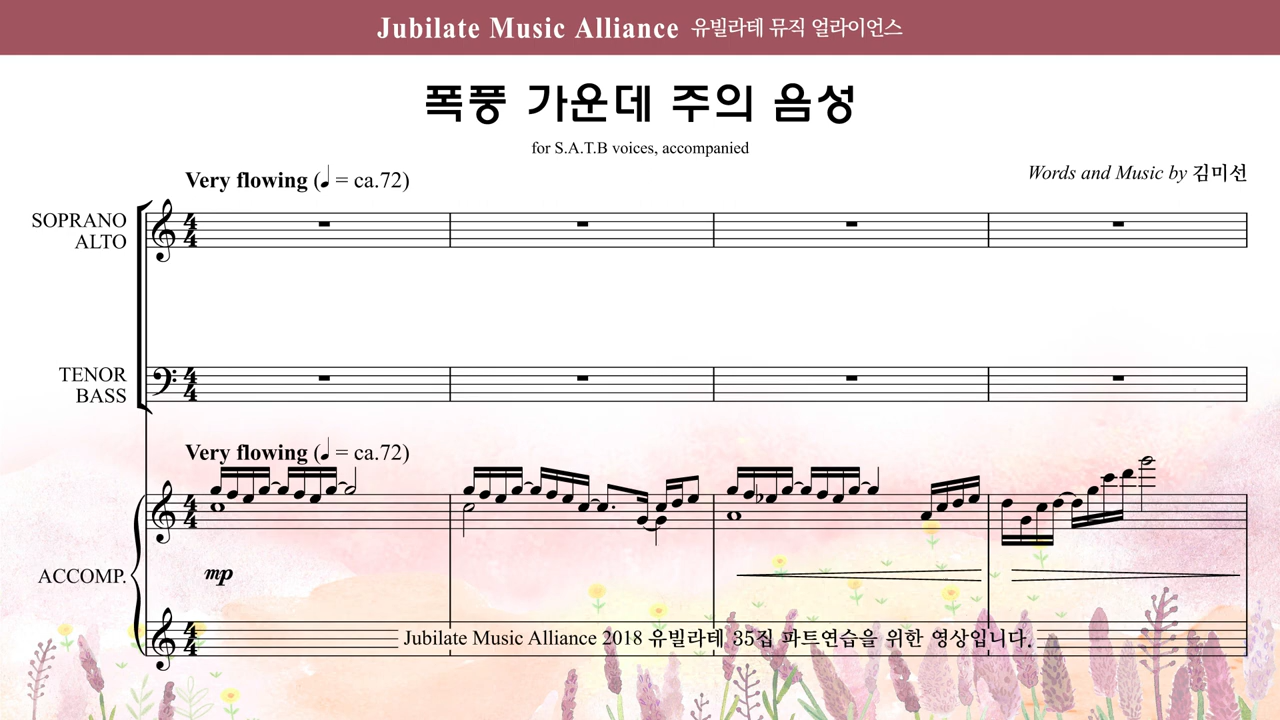 Jubilate Music Alliance 유빌라테 뮤직 얼라이언스
폭풍 가운데 주의 음성
for S.A.T.B voices, accompanied
Very flowing (♩ = ca.72)
Words and Music by 김미선
SOPRANO
ALTO
TENOR
BASS
Very flowing (♩ = ca.72)
ACCOMP.
mp
Jubilate Music Alliance 2018 유빌라테 35집 파트연습을 위한 영상입니다.